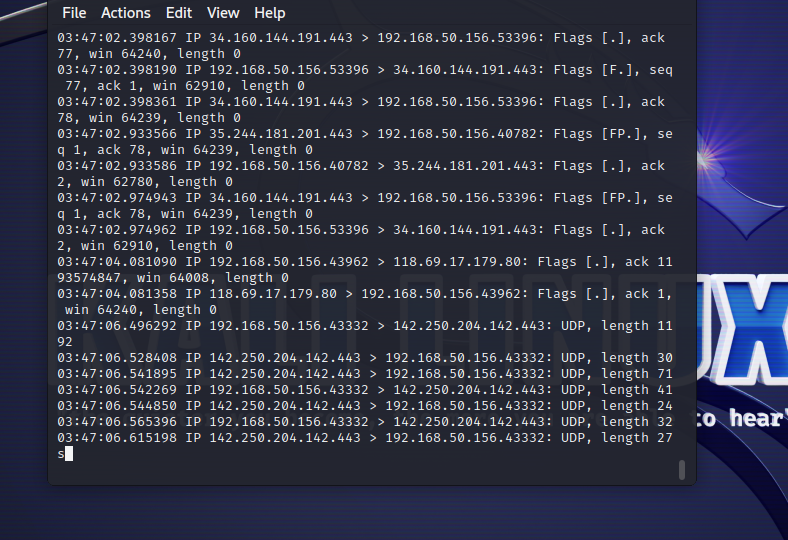 File Actions Edit View Help
03:47:02.398167 IP 34.160.144.191.443 > 192.168.50.156.53396: Flags [.], ack
77, win 64240, length 0
03:47:02.398190 IP 192.168.50.156.53396 > 34.160.144.191.443: Flags [F.], seq
77, ack 1, win 62910, length 0
03:47:02.398361 IP 34.160.144.191.443 > 192.168.50.156.53396: Flags [.], ack
78, win 64239, length 0
03:47:02.933566 IP 35.244.181.201.443 > 192.168.50.156.40782: Flags [FP.], se
q 1, ack 78, win 64239, length 0
03:47:02.933586 IP 192.168.50.156.40782 > 35.244.181.201.443: Flags [.], ack
2, win 62780, length 0
03:47:02.974943 IP 34.160.144.191.443 > 192.168.50.156.53396: Flags [FP.], se
q 1, ack 78, win 64239, length 0
03:47:02.974962 IP 192.168.50.156.53396 > 34.160.144.191.443: Flags [.], ack
2, win 62910, length 0
03:47:04.081090 IP 192.168.50.156.43962 > 118.69.17.179.80: Flags [.], ack 11
93574847, win 64008, length 0
03:47:04.081358 IP 118.69.17.179.80 > 192.168.50.156.43962: Flags [.], ack 1,
win 64240, length 0
03:47:06.496292 IP 192.168.50.156.43332 > 142.250.204.142.443: UDP, length 11
92
03:47:06.528408 IP 142.250.204.142.443 > 192.168.50.156.43332: UDP, length 30
03:47:06.541895 IP 142.250.204.142.443 > 192.168.50.156.43332: UDP, length 71
03:47:06.542269 IP 192.168.50.156.43332 > 142.250.204.142.443: UDP, length 41
03:47:06.544850 IP 142.250.204.142.443 > 192.168.50.156.43332: UDP, length 24
03:47:06.565396 IP 192.168.50.156.43332 > 142.250.204.142.443: UDP, length 32
03:47:06.615198 IP 142.250.204.142.443 > 192.168.50.156.43332: UDP, length 27
s
KALI LINUX
to hear